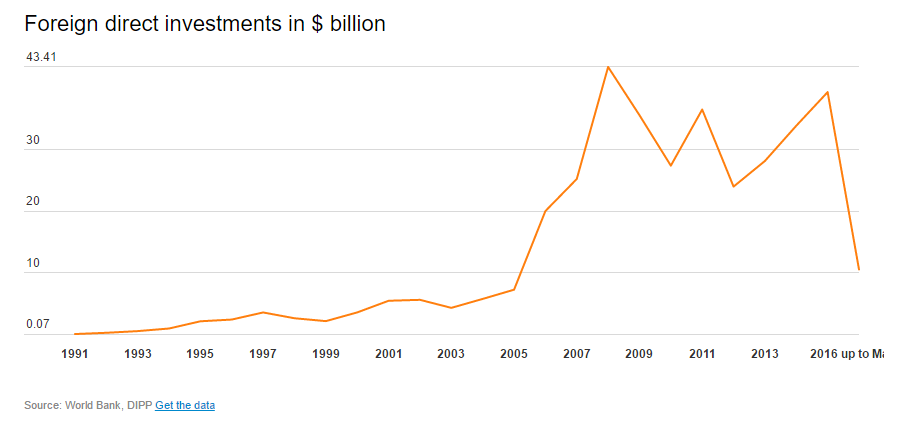 Foreign direct investments in $ billion
43.41
30
20
10
0.07
1991 1993 1995 1997 1999 2001 2003 2005 2007 2009 2011 2013 2016 up to Ma
Source: World Bank, DIPP Get the data